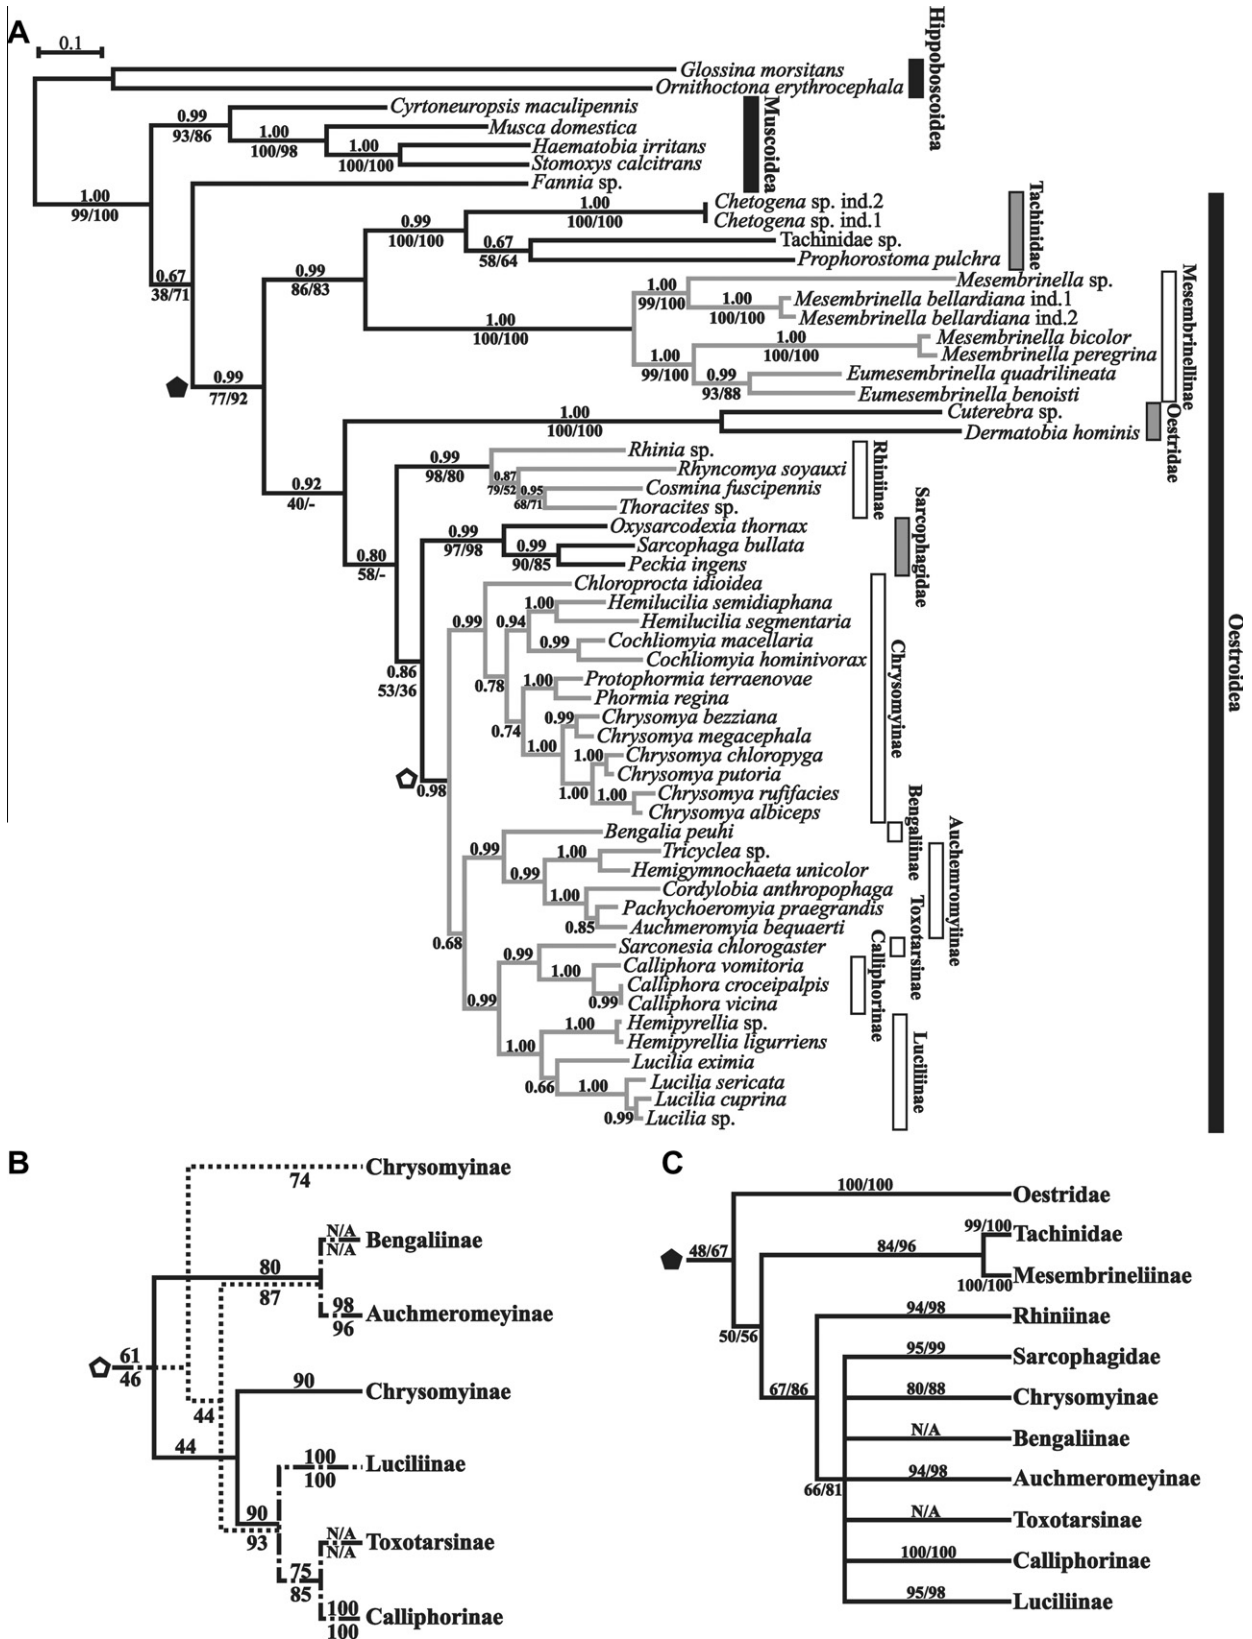 A
0.1
Hippoboscoidea
Glossina morsitans
Ornithoctona erythrocephala
Muscoidea
Cyrtoneuropsis maculipennis
0.99
93/86
Musca domestica
1.00
100/98
Haematobia irritans
1.00
100/100
Stomoxys calcitrans
Fannia sp.
1.00
99/100
Tachinidae
Chetogena sp. ind.2
1.00
100/100
Chetogena sp. ind.1
0.99
100/100
Tachinidae sp.
0.67
58/64
Prophorostoma pulchra
0.67
38/71
0.99
86/83
Mesembrinellinae
Mesembrinella sp.
1.00
99/100
Mesembrinella bellardiana ind.1
1.00
100/100
Mesembrinella bellardiana ind.2
1.00
100/100
Mesembrinella bicolor
1.00
100/100
Mesembrinella peregrina
1.00
99/100
Eumesembrinella quadrilineata
0.99
93/88
Eumesembrinella benoisti
0.99
77/92
Oestridae
Cuterebra sp.
1.00
100/100
Dermatobia hominis
Rhiniinae
Rhinia sp.
0.99
98/80
Rhyncomya soyauxi
0.87
79/52
Cosmina fuscipennis
0.95
68/71
Thoracites sp.
0.92
40/-
Sarcophagidae
Oxysarcodexia thornax
0.99
97/98
Sarcophaga bullata
0.99
90/85
Peckia ingens
0.80
58/-
Chrysomyinae
Chloroprocta idioidea
Hemilucilia semidiaphana
1.00
Hemilucilia segmentaria
0.99
0.94
Cochliomyia macellaria
0.99
Cochliomyia hominivorax
0.86
53/36
Protophormia terraenovae
1.00
0.78
Phormia regina
Chrysomya bezziana
0.99
0.74
Chrysomya megacephala
1.00
Chrysomya chloropyga
1.00
Chrysomya putoria
0.98
Chrysomya rufifacies
1.00
1.00
Chrysomya albiceps
Oestroidea
Bengaliinae
Bengalia peuhi
0.99
Auchemromyiinae
Tricyclea sp.
1.00
Hemigymnochaeta unicolor
0.99
Cordylobia anthropophaga
1.00
Pachychoeromyia praegrandis
0.85
Auchmeromyia bequaerti
0.68
Toxotarsinae
Sarconesia chlorogaster
0.99
Calliphorinae
Calliphora vomitoria
1.00
Calliphora croceipalpis
0.99
0.99
Calliphora vicina
Luciliinae
Hemipyrellia sp.
1.00
Hemipyrellia ligurriens
1.00
Lucilia eximia
0.66
Lucilia sericata
1.00
Lucilia cuprina
0.99
Lucilia sp.
B
Chrysomyinae
74
N/A
N/A
Bengaliinae
80
87
98
96
Auchmeromeyinae
61
46
90
Chrysomyinae
44
44
100
100
Luciliinae
90
93
N/A
N/A
Toxotarsinae
75
85
100
100
Calliphorinae
C
100/100
Oestridae
99/100
Tachinidae
48/67
84/96
100/100
Mesembrineliinae
94/98
Rhiniinae
50/56
95/99
Sarcophagidae
67/86
80/88
Chrysomyinae
N/A
Bengaliinae
94/98
Auchmeromeyinae
66/81
N/A
Toxotarsinae
100/100
Calliphorinae
95/98
Luciliinae